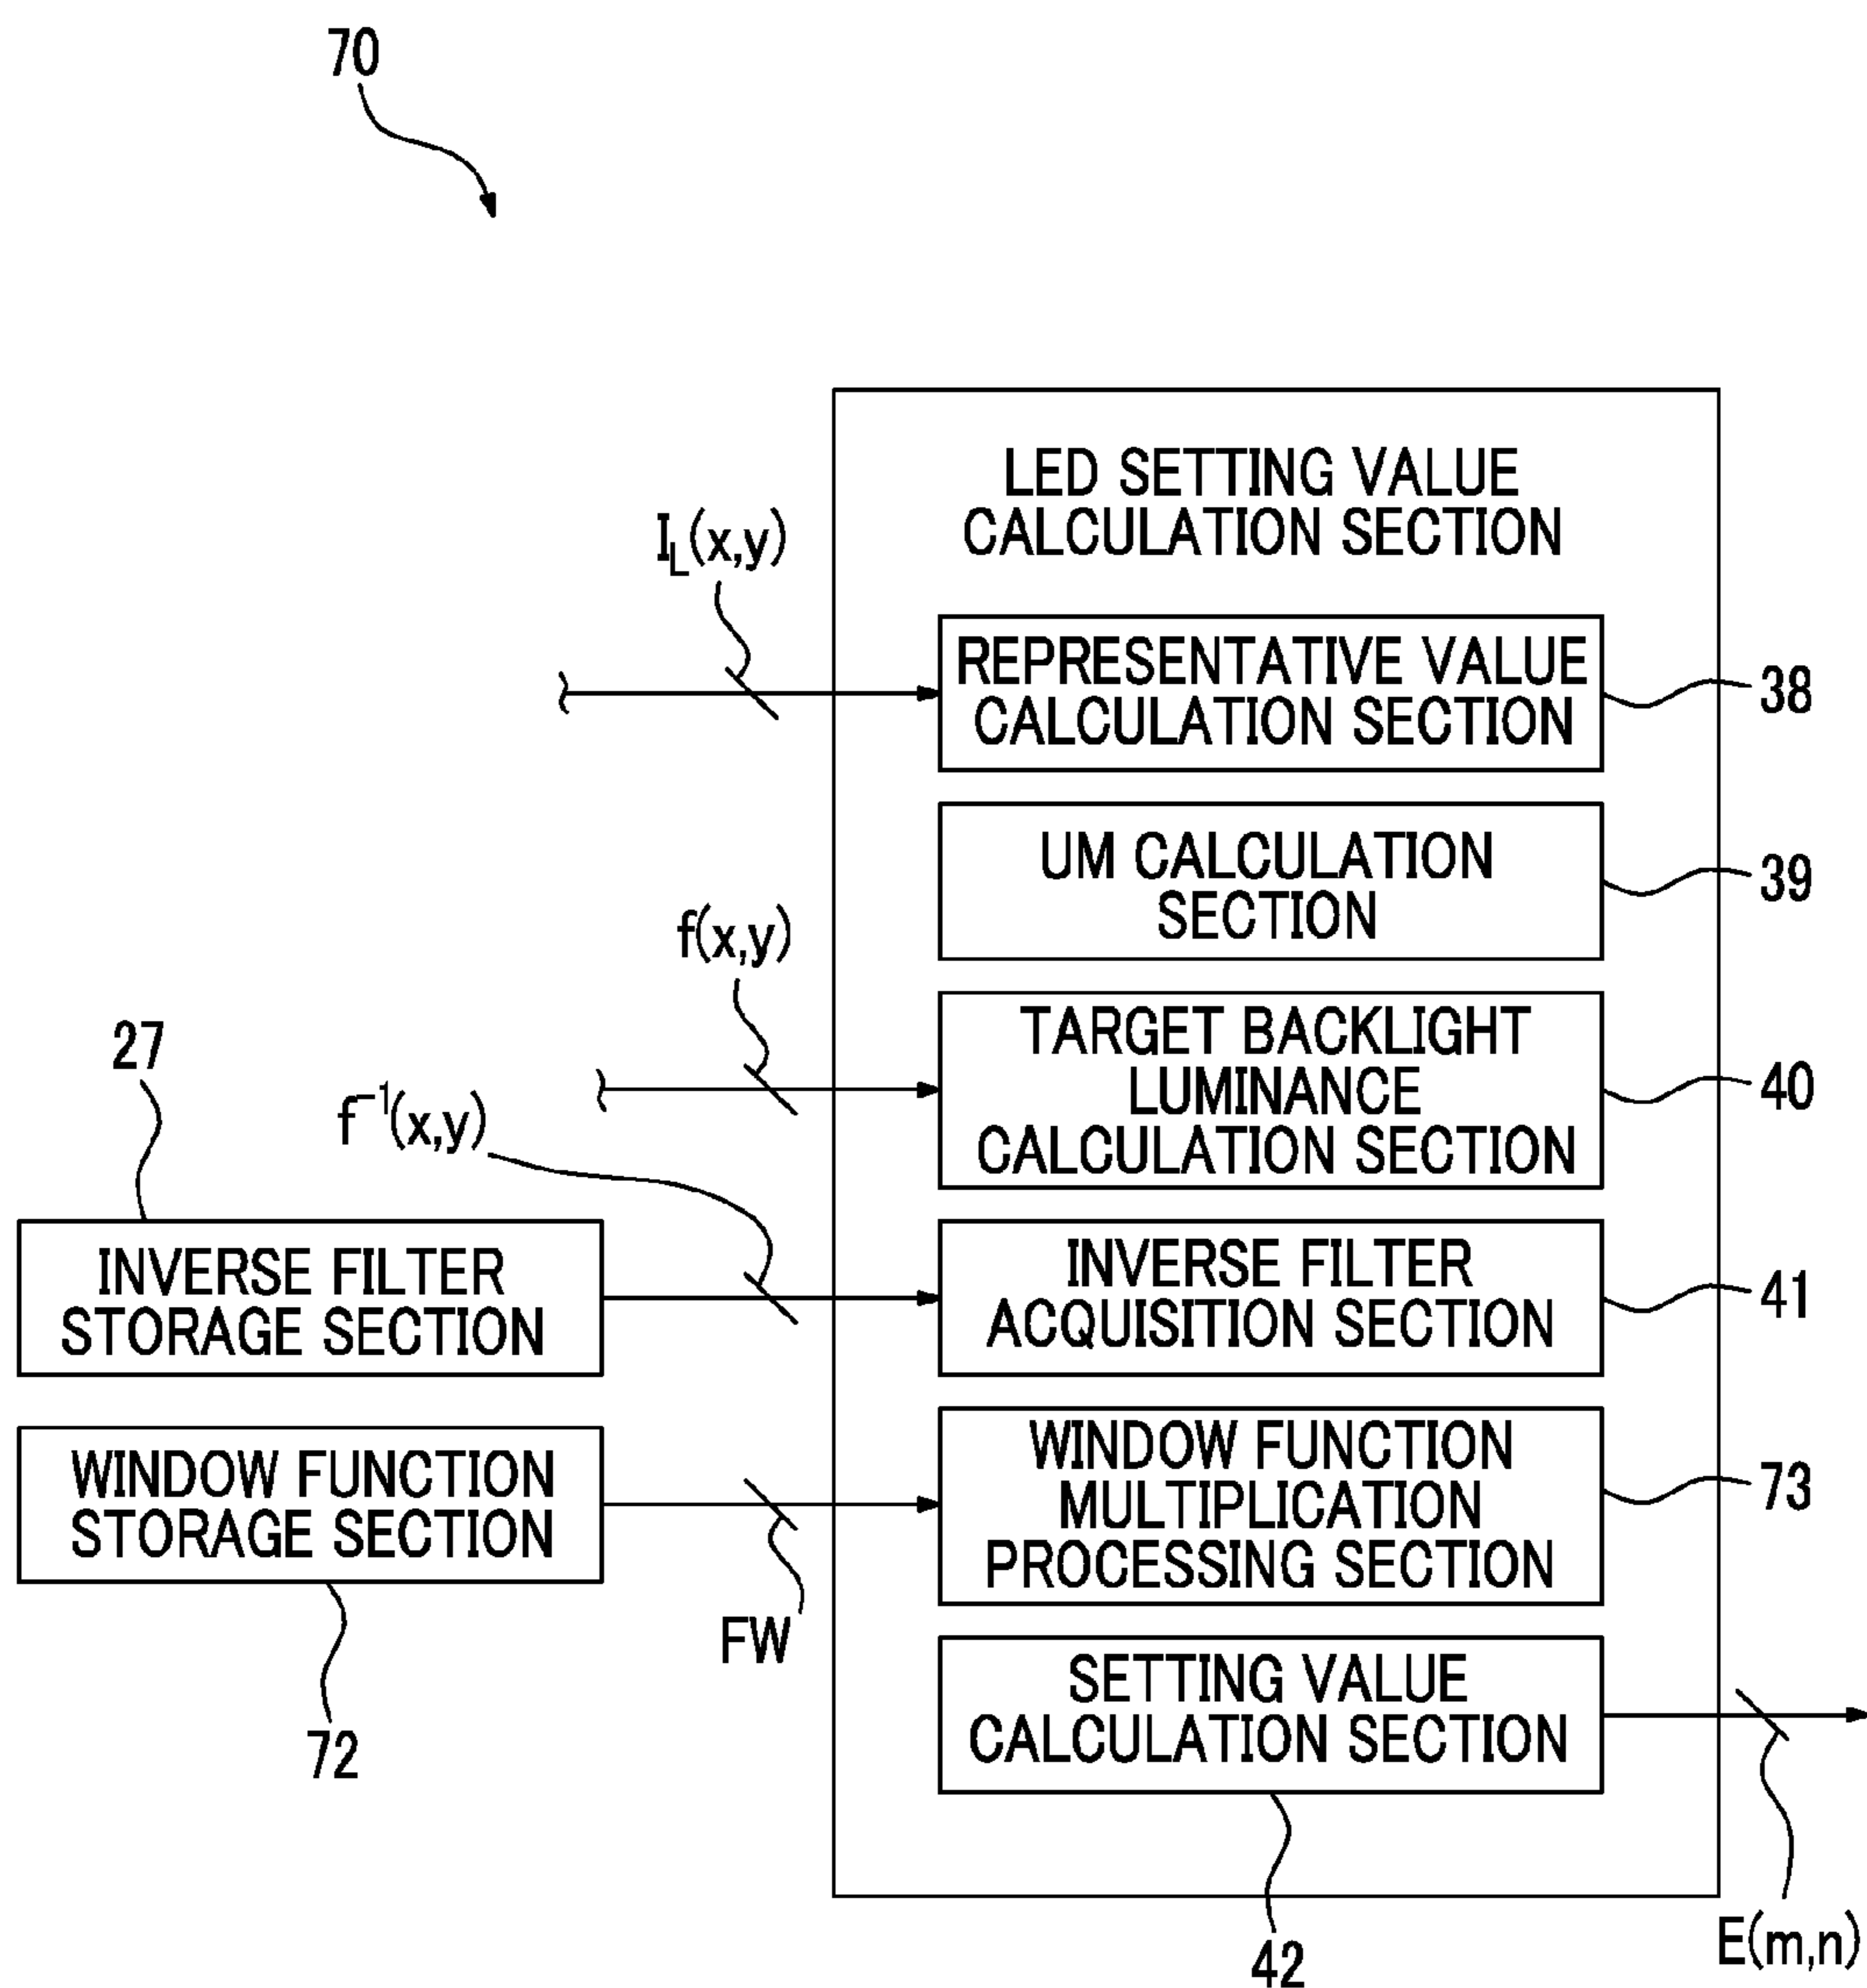 70
LED SETTING VALUE
CALCULATION SECTION
I_L(x,y)
REPRESENTATIVE VALUE
CALCULATION SECTION
38
UM CALCULATION
SECTION
39
f(x,y)
TARGET BACKLIGHT
LUMINANCE
CALCULATION SECTION
40
27
f⁻¹(x,y)
INVERSE FILTER
STORAGE SECTION
INVERSE FILTER
ACQUISITION SECTION
41
WINDOW FUNCTION
STORAGE SECTION
WINDOW FUNCTION
MULTIPLICATION
PROCESSING SECTION
73
FW
72
SETTING VALUE
CALCULATION SECTION
42
E(m,n)